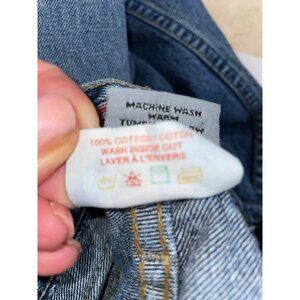 MACHINE WASH
WARM
100% COTTON / COTON
WASH INSIDE OUT
LAVER À L'ENVERS